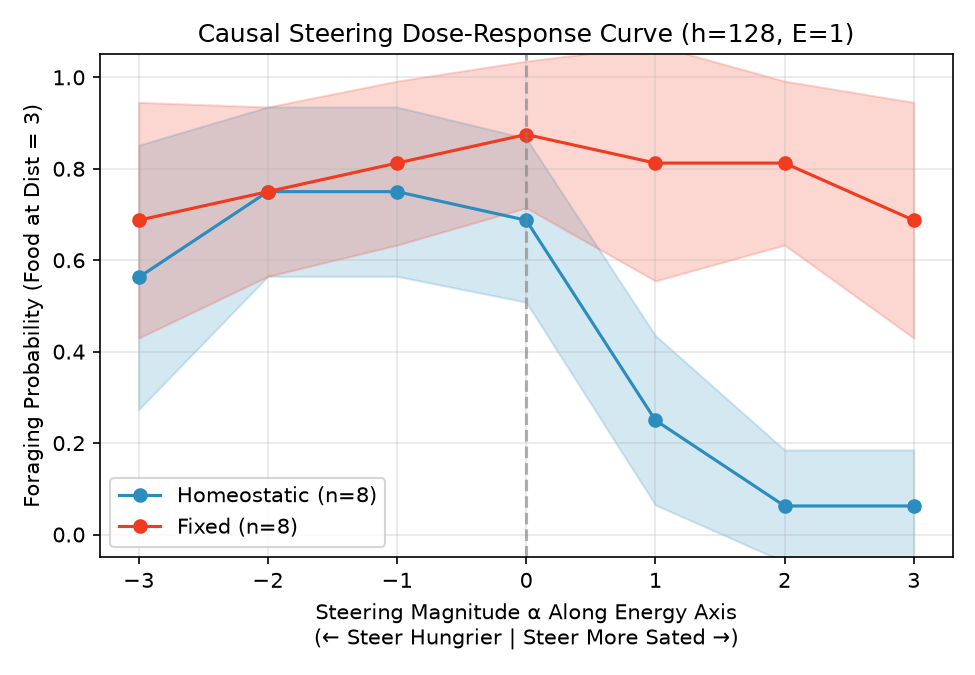 Causal Steering Dose-Response Curve (h=128, E=1)
Foraging Probability (Food at Dist = 3)
1.0
0.8
0.6
0.4
0.2
0.0
Homeostatic (n=8)
Fixed (n=8)
−3
−2
−1
0
1
2
3
Steering Magnitude α Along Energy Axis
(← Steer Hungrier | Steer More Sated →)